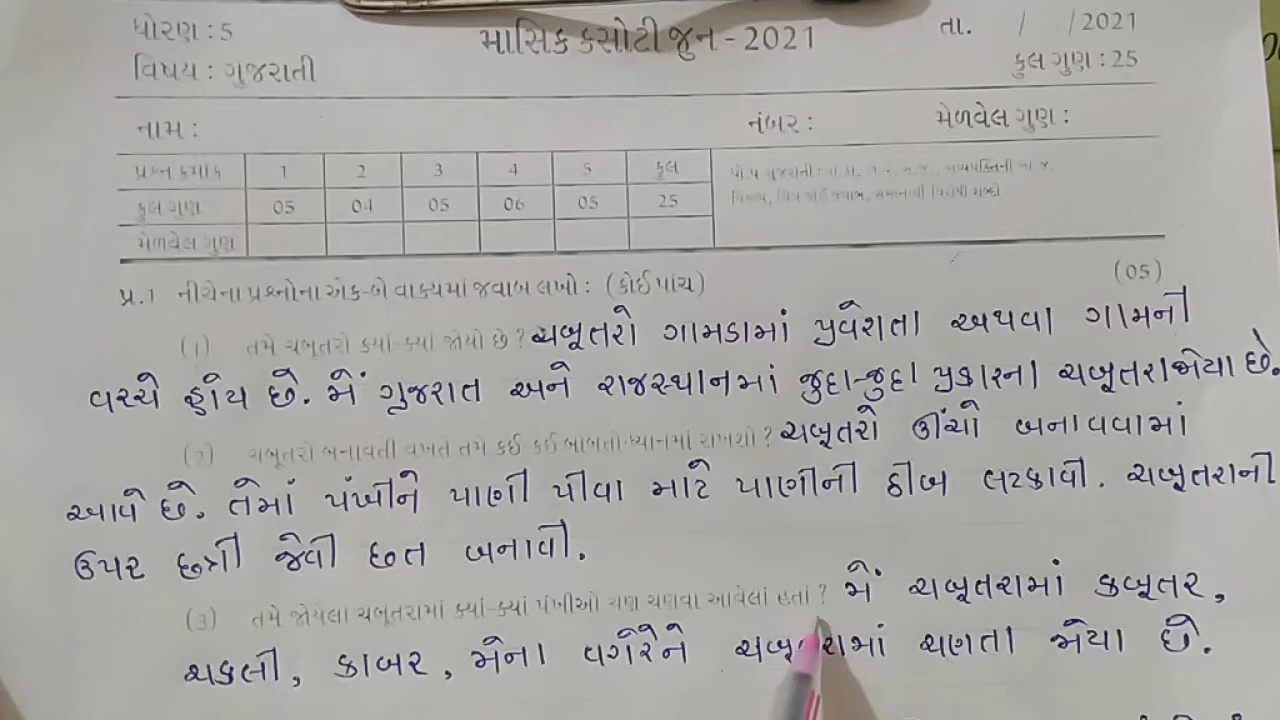 ધોરણ : 5
માસિક કસોટી જૂન - 2021
તા. / /2021
વિષય : ગુજરાતી
કુલ ગુણ : 25
નામ :
નંબર :
મેળવેલ ગુણ :
પ્રશ્ન ક્રમાંક 1 2 3 4 5 કુલ
કુલ ગુણ 05 04 05 06 05 25
મેળવેલ ગુણ
પ્ર.1 નીચેના પ્રશ્નોના એક-બે વાક્યમાં જવાબ લખો : (કોઈ પાંચ) (05)
(1) તમે ચબૂતરો ક્યાં-ક્યાં જોયો છે ? ચબૂતરો ગામડામાં પ્રવેશતા અથવા ગામની
વચ્ચે હોય છે. મેં ગુજરાત અને રાજસ્થાનમાં જુદા-જુદા પ્રકારના ચબૂતરા જોયા છે.
(2) ચબૂતરો બનાવતી વખતે તમે કઈ કઈ બાબતો ધ્યાનમાં રાખશો ? ચબૂતરો ઊંચો બનાવવામાં
આવે છે. તેમાં પંખીને પાણી પીવા માટે પાણીની ઠીબ લટકાવી. ચબૂતરાની
ઉપર છત્રી જેવી છત બનાવી.
(3) તમે જોયેલા ચબૂતરામાં ક્યાં-ક્યાં પંખીઓ ચણ ચણવા આવેલાં હતાં ? મેં ચબૂતરામાં કબૂતર,
ચકલી, કાબર, મેના વગેરેને ચબૂતરામાં ચણતા જોયા છે.